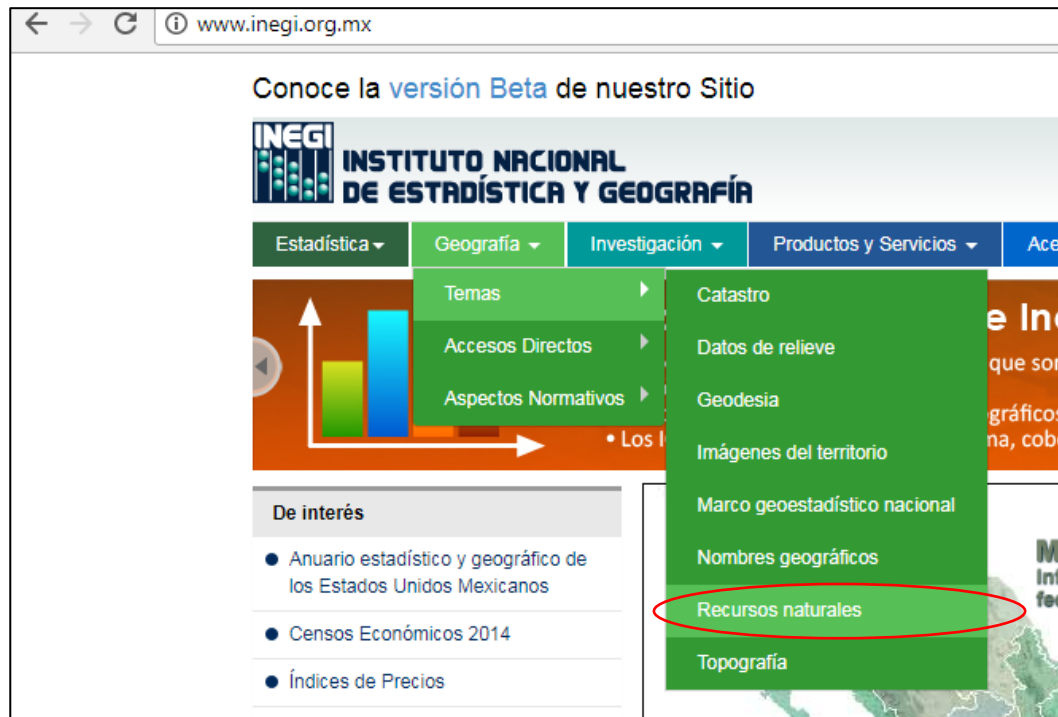 www.inegi.org.mx
Conoce la versión Beta de nuestro Sitio
INEGI
INSTITUTO NACIONAL
DE ESTADÍSTICA Y GEOGRAFÍA
Estadística Geografía Investigación Productos y Servicios
Temas
Accesos Directos
Aspectos Normativos
Catastro
Datos de relieve
Geodesia
Imágenes del territorio
Marco geoestadístico nacional
Nombres geográficos
Recursos naturales
Topografía
que
• Los
De interés
Anuario estadístico y geográfico de
los Estados Unidos Mexicanos
Censos Económicos 2014
Índices de Precios